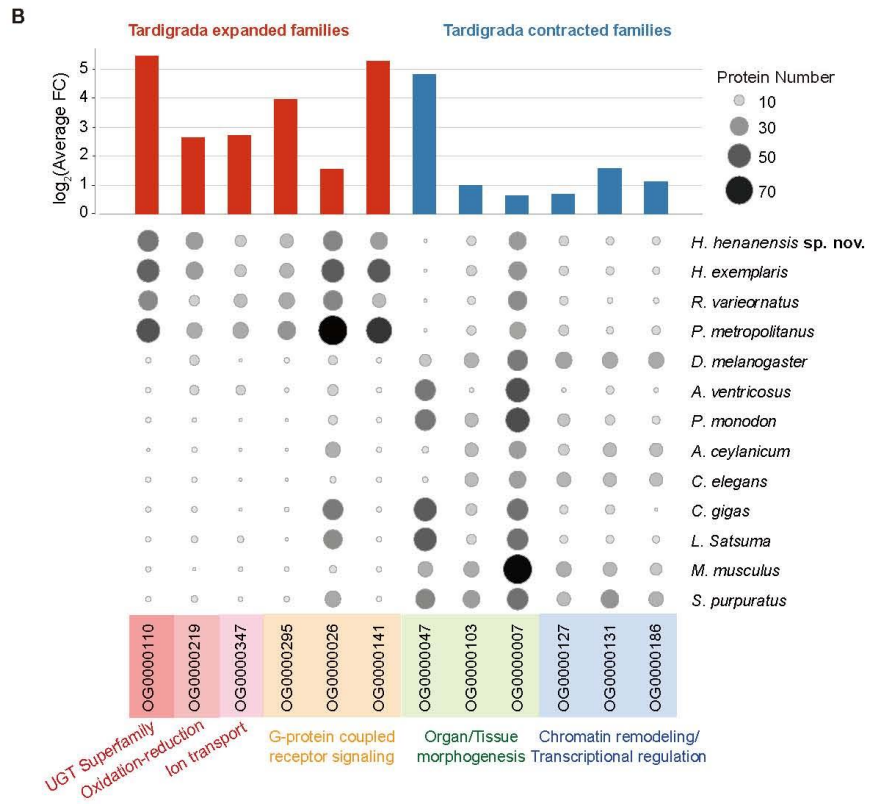 B
Tardigrada expanded families
Tardigrada contracted families
log2(Average FC)
5
4
3
2
1
0
Protein Number
10
30
50
70
H. henanensis sp. nov.
H. exemplaris
R. varieornatus
P. metropolitanus
D. melanogaster
A. ventricosus
P. monodon
A. ceylanicum
C. elegans
C. gigas
L. Satsuma
M. musculus
S. purpuratus
OG0000110
OG0000219
OG0000347
OG0000295
OG0000026
OG0000141
OG0000047
OG0000103
OG0000007
OG0000127
OG0000131
OG0000186
UGT Superfamily
Oxidation-reduction
Ion transport
G-protein coupled
receptor signaling
Organ/Tissue
morphogenesis
Chromatin remodeling/
Transcriptional regulation